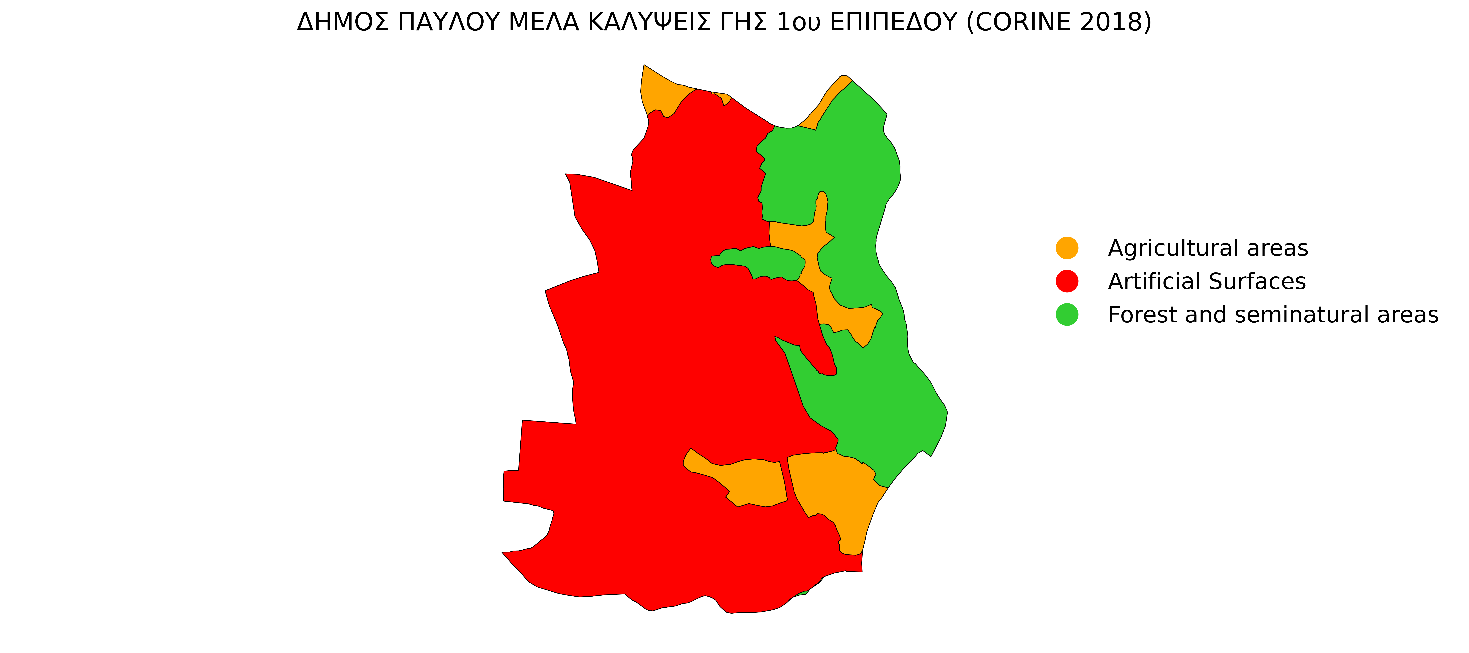 ΔΗΜΟΣ ΠΑΥΛΟΥ ΜΕΛΑ ΚΑΛΥΨΕΙΣ ΓΗΣ 1ου ΕΠΙΠΕΔΟΥ (CORINE 2018)
Agricultural areas
Artificial Surfaces
Forest and seminatural areas